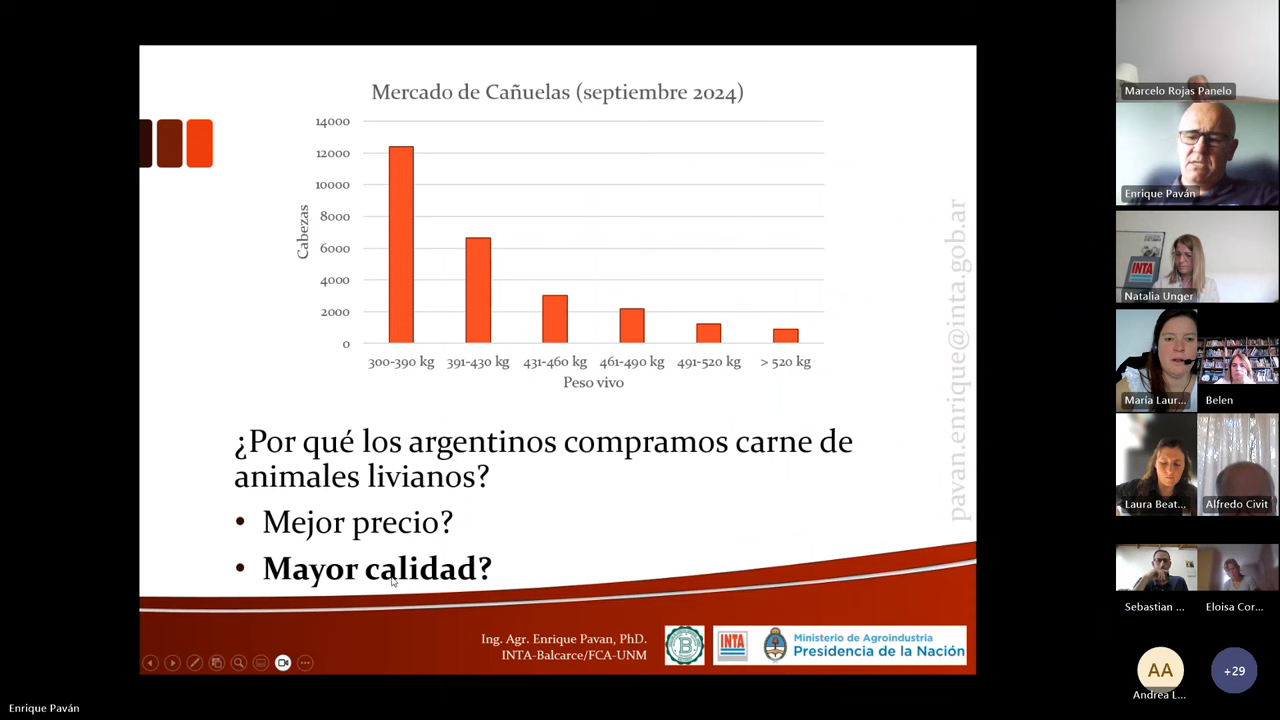 Mercado de Cañuelas (septiembre 2024)
14000
12000
10000
8000
6000
4000
2000
0
Cabezas
300-390 kg
391-430 kg
431-460 kg
461-490 kg
491-520 kg
> 520 kg
Peso vivo
pavan.enrique@inta.gob.ar
¿Por qué los argentinos compramos carne de
animales livianos?
• Mejor precio?
• Mayor calidad?
Ing. Agr. Enrique Pavan, PhD.
INTA-Balcarce/FCA-UNM
B
INTA
Ministerio de Agroindustria
Presidencia de la Nación
Enrique Paván
Marcelo Rojas Panelo
Enrique Paván
INTA
Natalia Unger
María Laur...
Belen
Laura Beat...
Alfredo Civit
Sebastian ...
Eloisa Cor...
AA
Andrea L...
+29